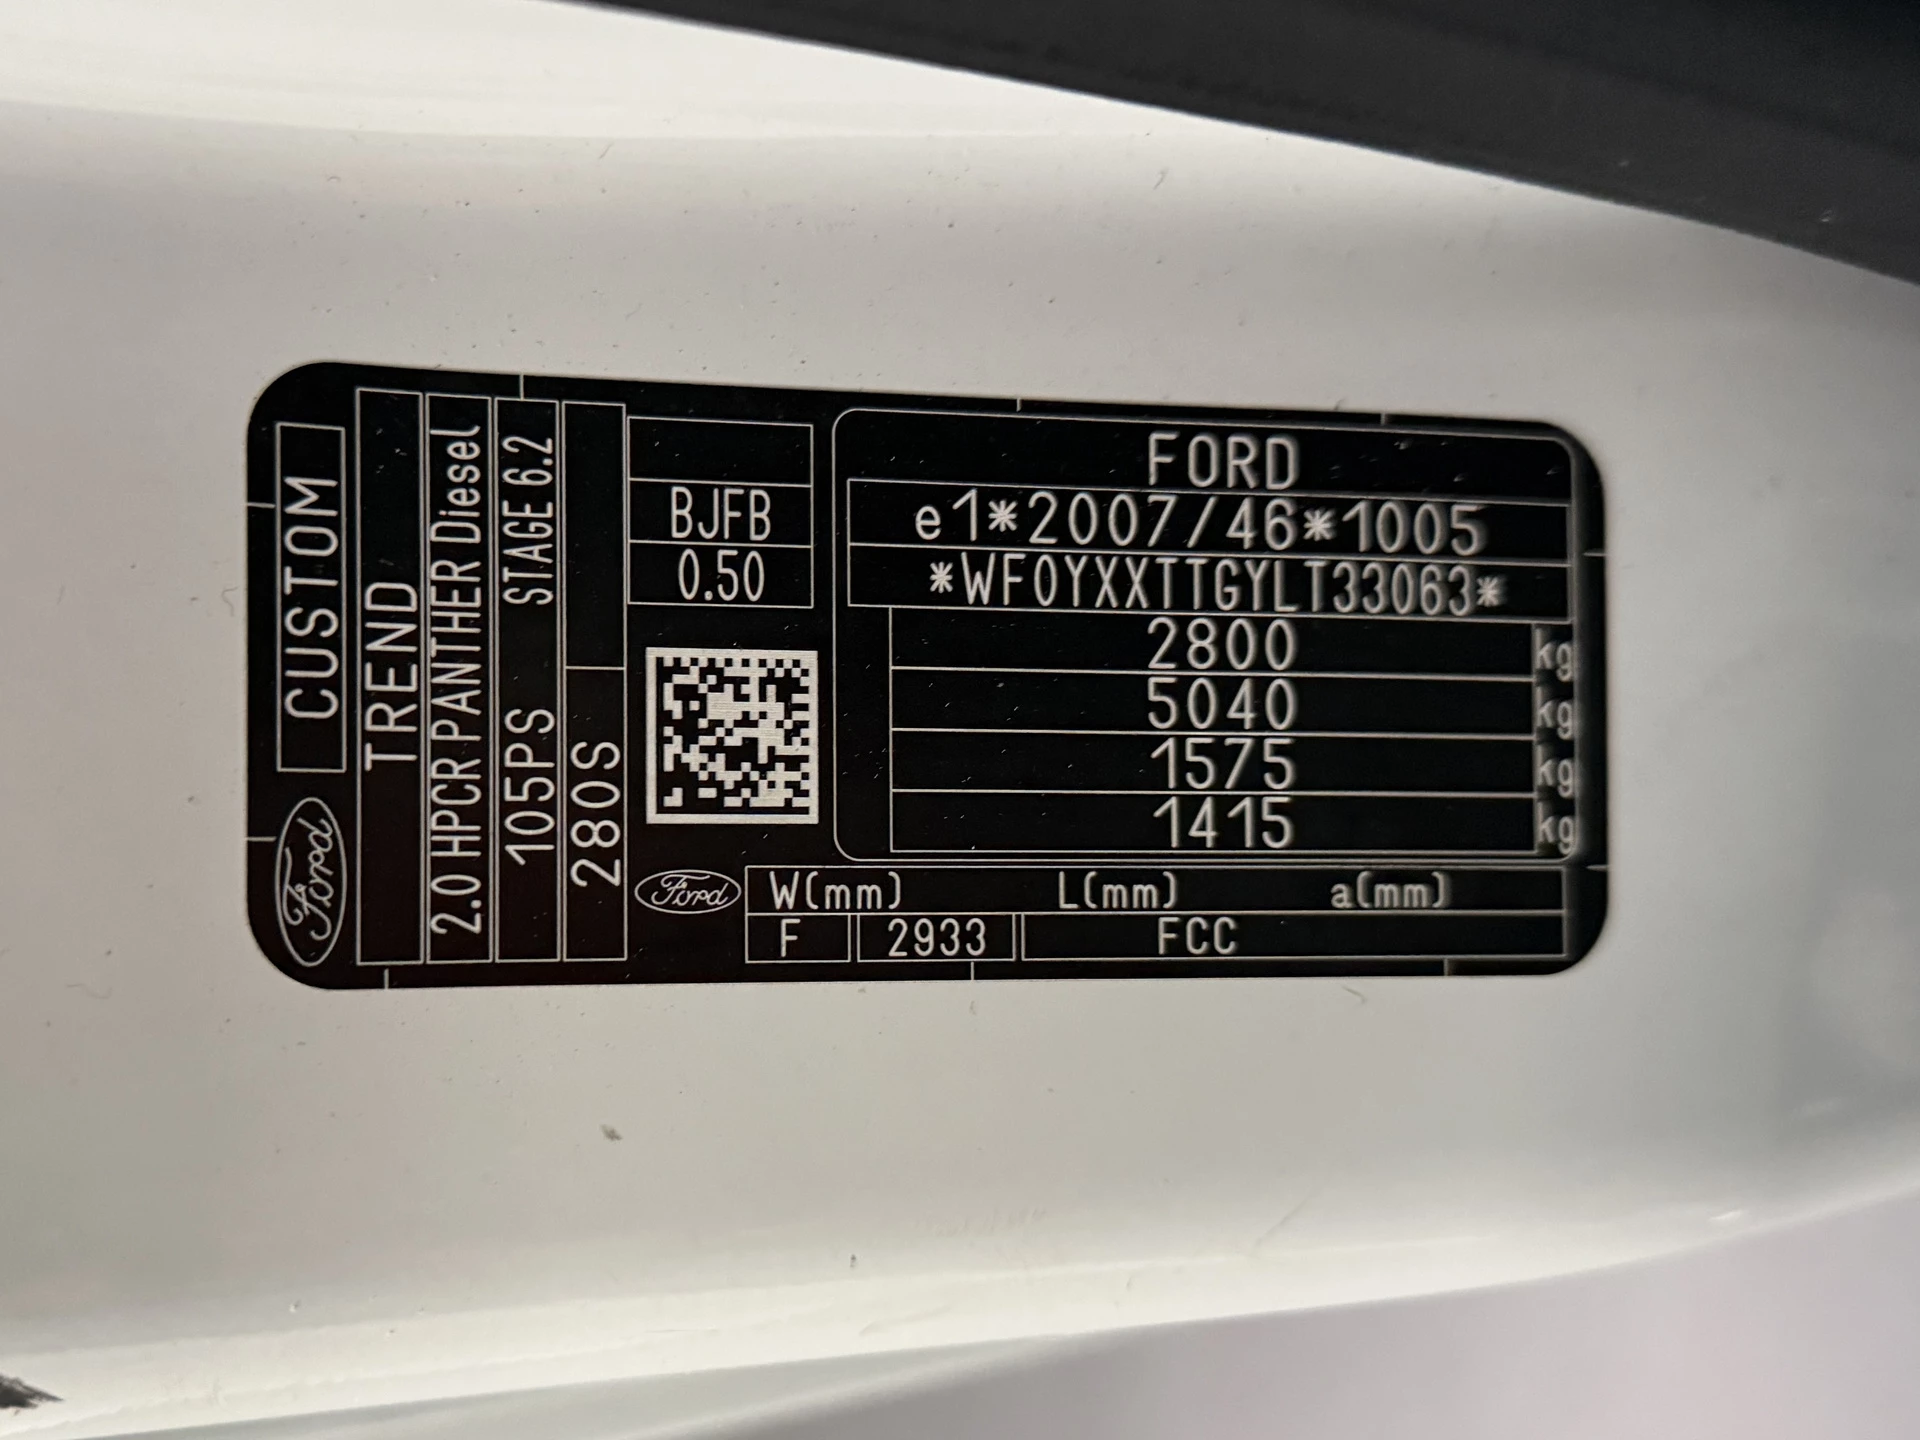 Ford CUSTOM
TREND
2.0 HPCR PANTHER Diesel
105PS STAGE 6.2
280S
BJFB
0.50
FORD
e1*2007/46*1005
*WF0YXXTTGYLT33063*
2800 kg
5040 kg
1575 kg
1415 kg
Ford
W(mm) L(mm) a(mm)
F 2933 FCC